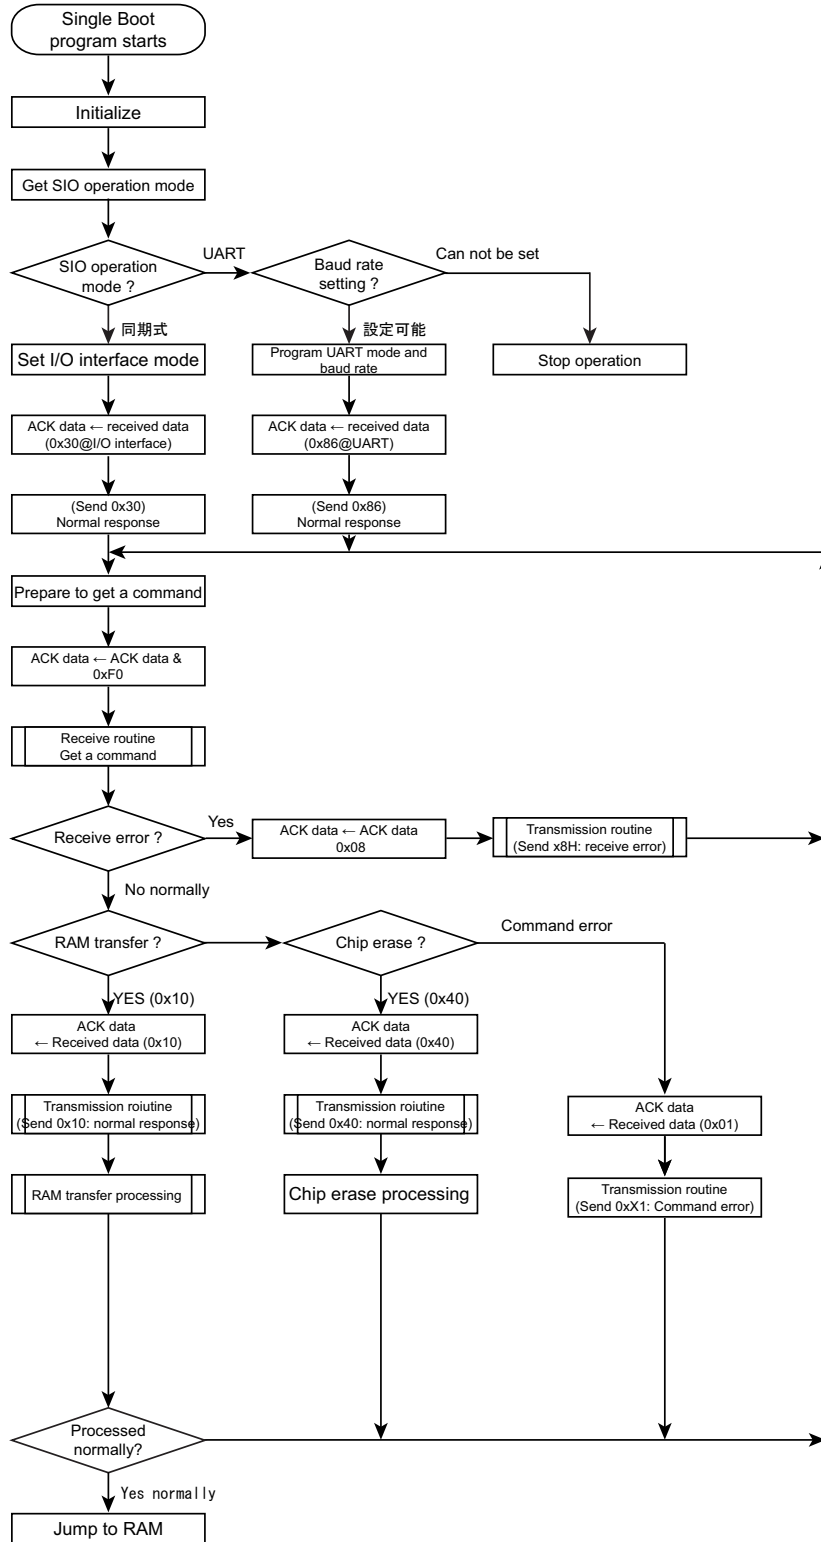 Single Boot
program starts
Initialize
Get SIO operation mode
SIO operation
mode ?
UART
Baud rate
setting ?
Can not be set
同期式
設定可能
Set I/O interface mode
Program UART mode and
baud rate
Stop operation
ACK data ← received data
(0x30@I/O interface)
ACK data ← received data
(0x86@UART)
(Send 0x30)
Normal response
(Send 0x86)
Normal response
Prepare to get a command
ACK data ← ACK data &
0xF0
Receive routine
Get a command
Receive error ?
Yes
ACK data ← ACK data
0x08
Transmission routine
(Send x8H: receive error)
No normally
RAM transfer ?
Chip erase ?
Command error
YES (0x10)
YES (0x40)
ACK data
← Received data (0x10)
ACK data
← Received data (0x40)
Transmission roiutine
(Send 0x10: normal response)
Transmission roiutine
(Send 0x40: normal response)
ACK data
← Received data (0x01)
RAM transfer processing
Chip erase processing
Transmission routine
(Send 0xX1: Command error)
Processed
normally?
Yes normally
Jump to RAM